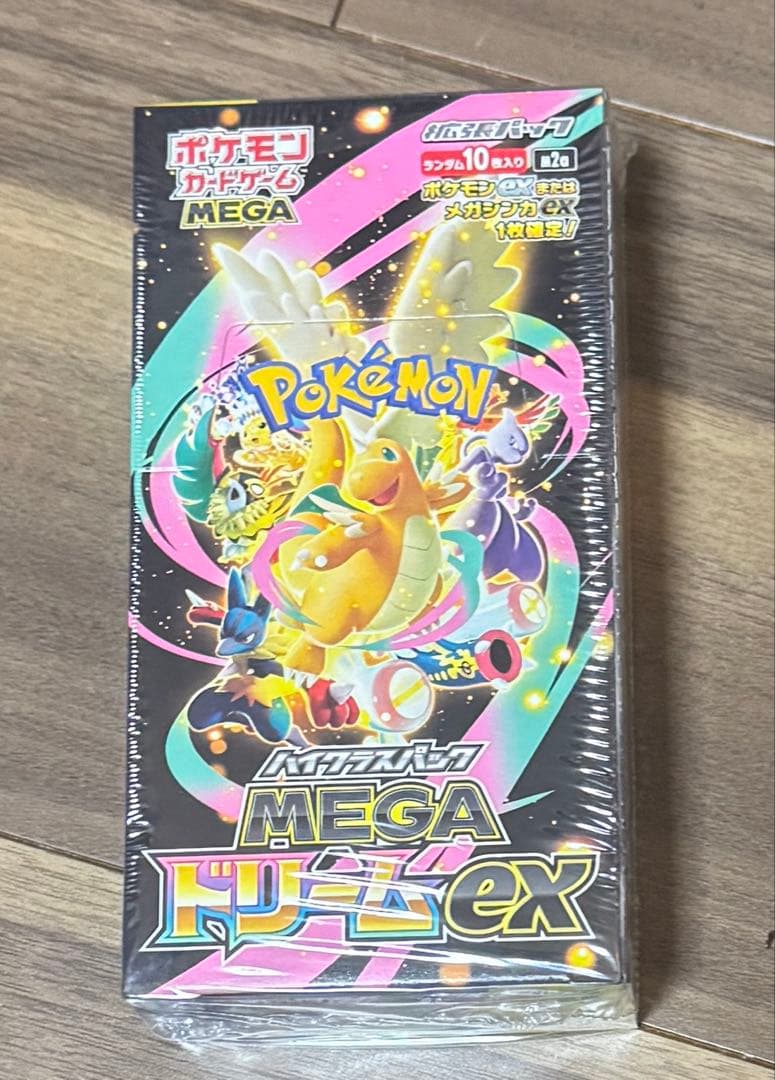 ポケモン
カードゲーム
MEGA
拡張パック
ランダム10枚入り M2a
ポケモンexまたは
メガシンカex
1枚確定!
POKéMON
ハイクラスパック
MEGA
ドリームex